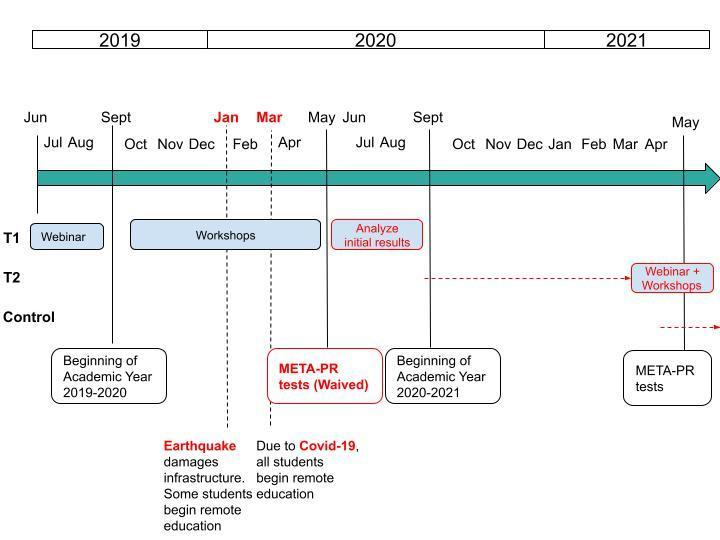 2019 2020 2021
Jun Sept Jan Mar May Jun Sept May
Jul Aug Oct Nov Dec Feb Apr Jul Aug Oct Nov Dec Jan Feb Mar Apr
T1 Webinar Workshops Analyze
initial results
T2 Webinar +
Workshops
Control
Beginning of
Academic Year
2019-2020
META-PR
tests (Waived)
Beginning of
Academic Year
2020-2021
META-PR
tests
Earthquake
damages
infrastructure.
Some students
begin remote
education
Due to Covid-19,
all students
begin remote
education